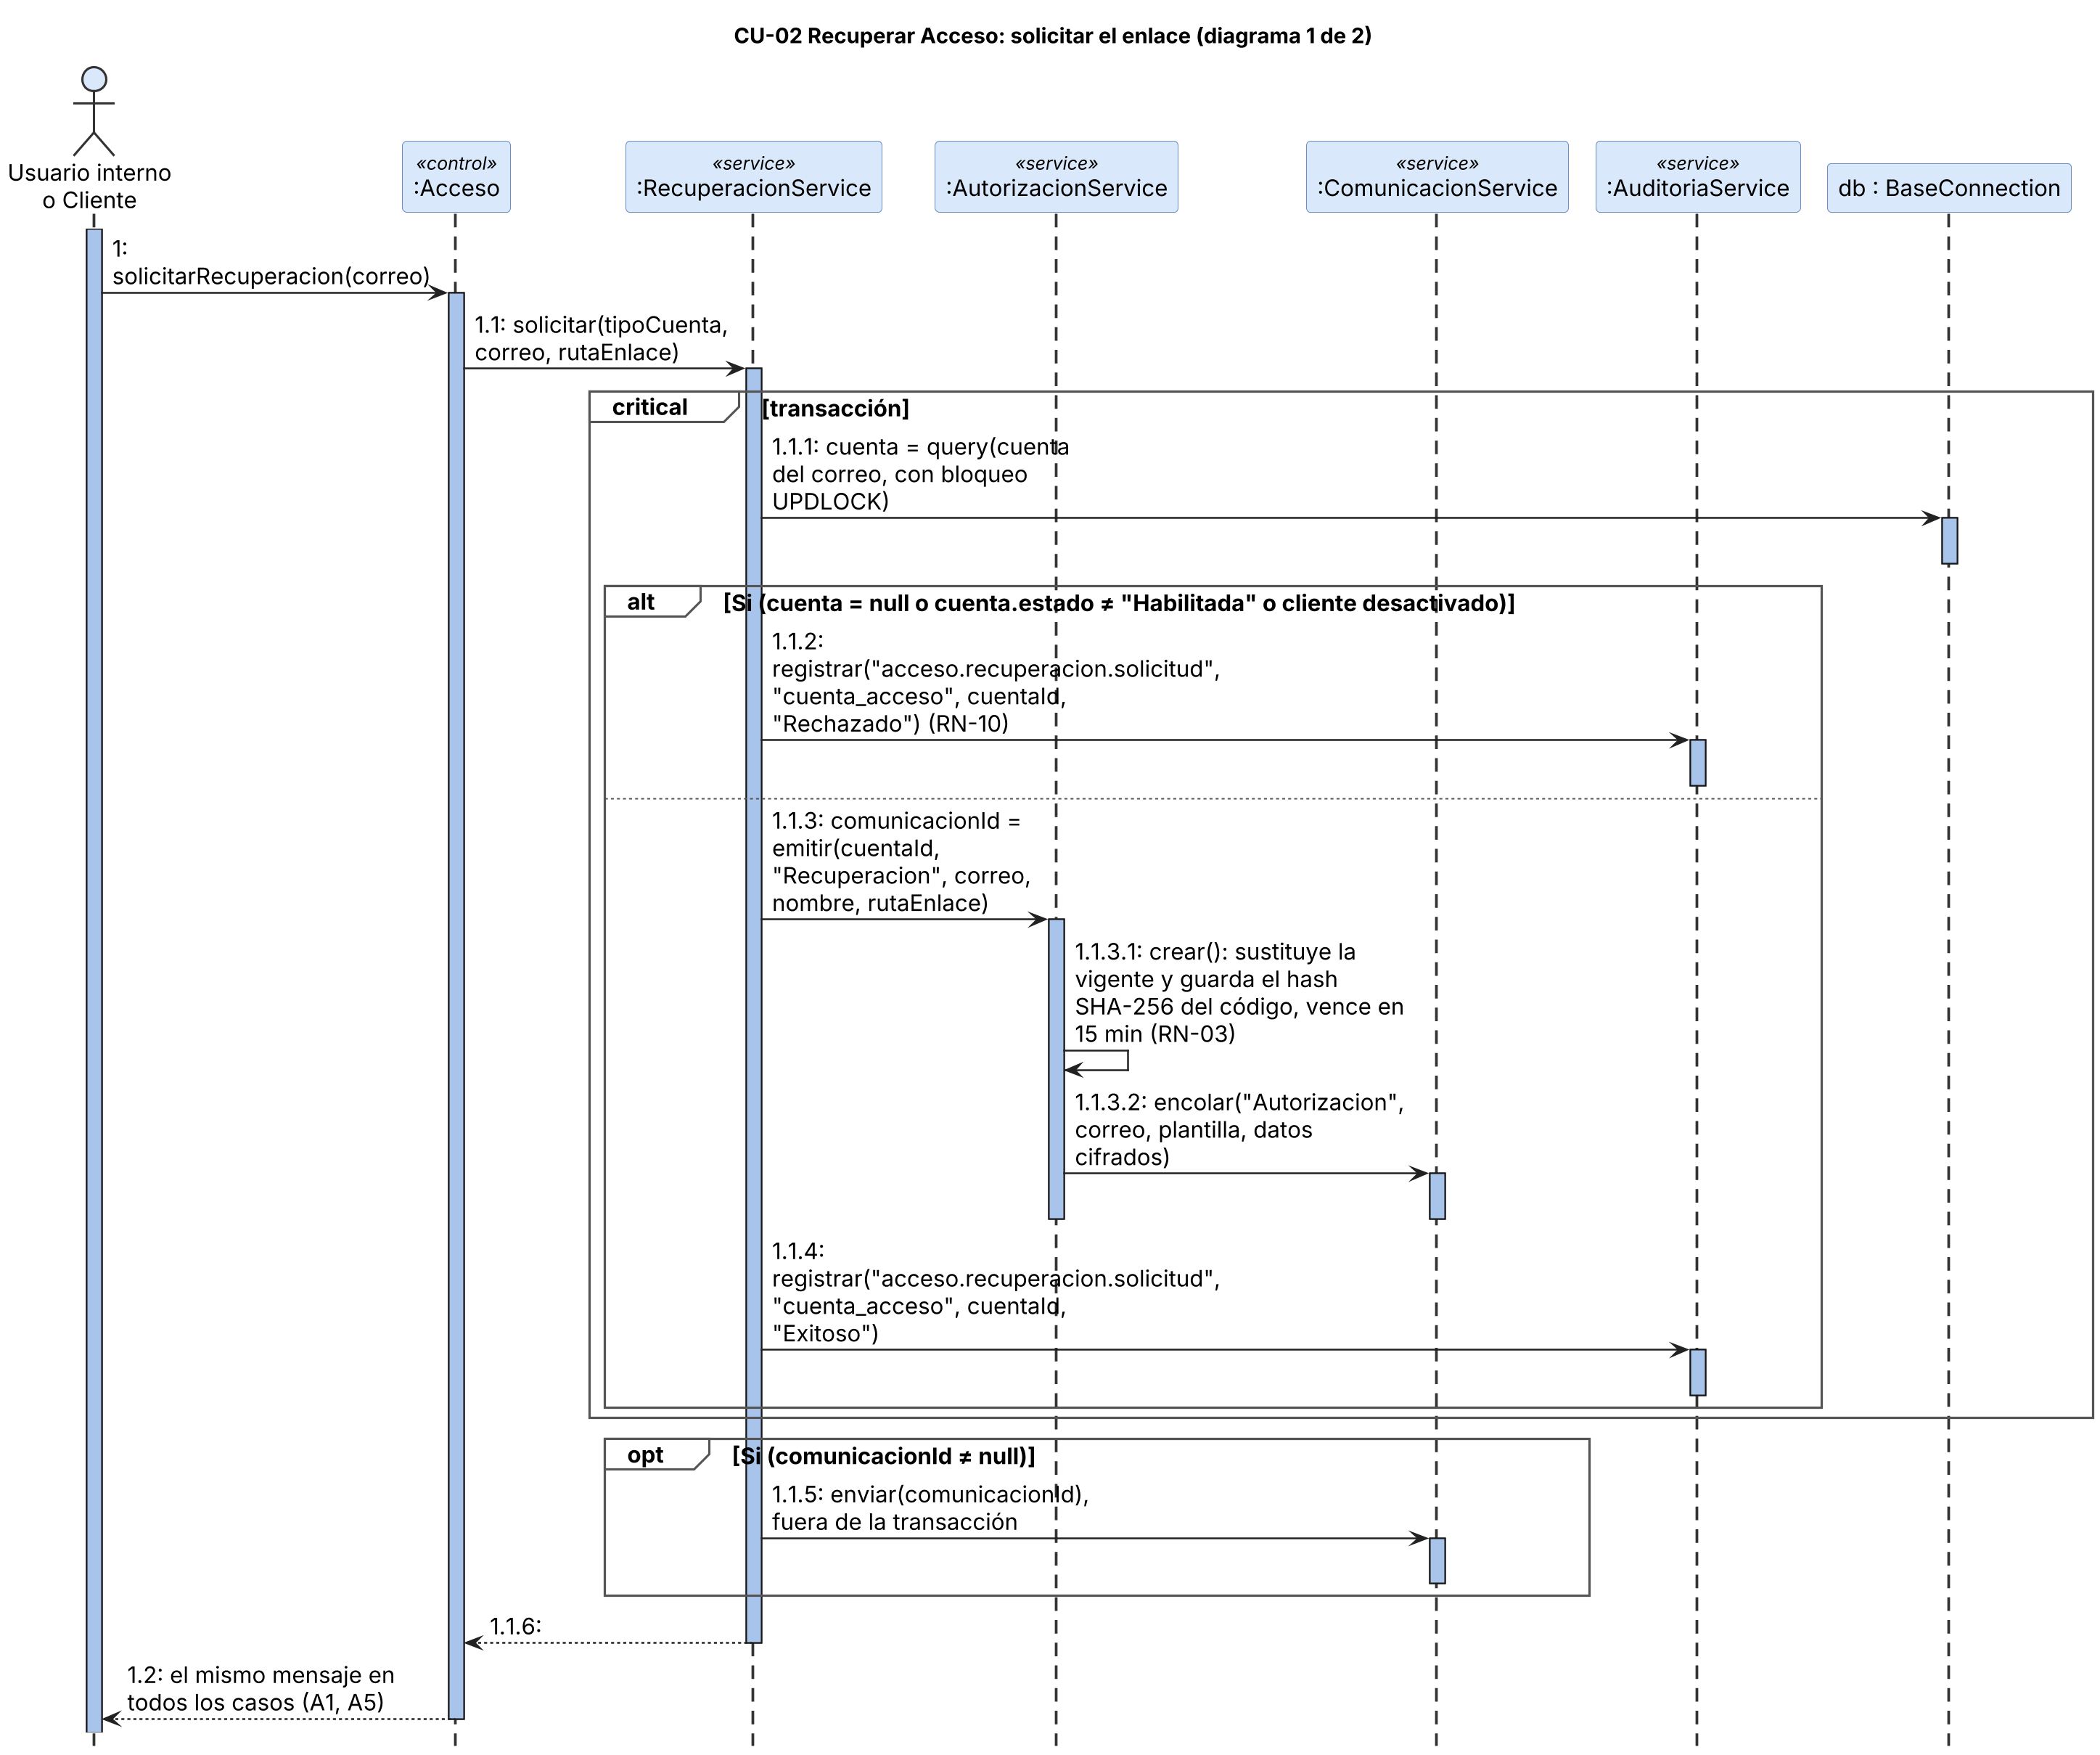 CU-02 Recuperar Acceso: solicitar el enlace (diagrama 1 de 2)
Usuario interno
o Cliente
«control»
:Acceso
«service»
:RecuperacionService
«service»
:AutorizacionService
«service»
:ComunicacionService
«service»
:AuditoriaService
db : BaseConnection
1:
solicitarRecuperacion(correo)
1.1: solicitar(tipoCuenta,
correo, rutaEnlace)
critical
[transacción]
1.1.1: cuenta = query(cuenta
del correo, con bloqueo
UPDLOCK)
alt
[Si (cuenta = null o cuenta.estado ≠ "Habilitada" o cliente desactivado)]
1.1.2:
registrar("acceso.recuperacion.solicitud",
"cuenta_acceso", cuentaId,
"Rechazado") (RN-10)
1.1.3: comunicacionId =
emitir(cuentaId,
"Recuperacion", correo,
nombre, rutaEnlace)
1.1.3.1: crear(): sustituye la
vigente y guarda el hash
SHA-256 del código, vence en
15 min (RN-03)
1.1.3.2: encolar("Autorizacion",
correo, plantilla, datos
cifrados)
1.1.4:
registrar("acceso.recuperacion.solicitud",
"cuenta_acceso", cuentaId,
"Exitoso")
opt
[Si (comunicacionId ≠ null)]
1.1.5: enviar(comunicacionId),
fuera de la transacción
1.1.6:
1.2: el mismo mensaje en
todos los casos (A1, A5)